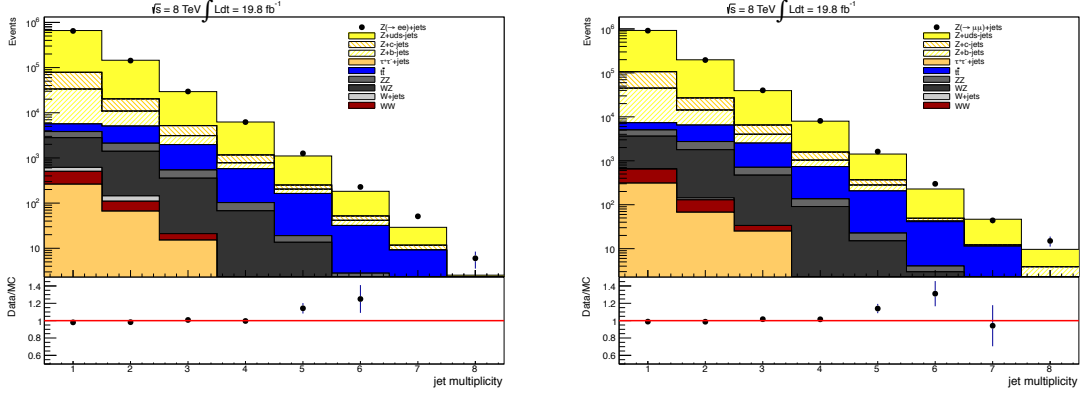 √s = 8 TeV ∫ Ldt = 19.8 fb⁻¹
Events
10⁶
10⁵
10⁴
10³
10²
10
Z(→ ee)+jets
Z+uds-jets
Z+c-jets
Z+b-jets
τ⁺τ⁻+jets
tt̄
ZZ
WZ
W+jets
WW
Data/MC
1.4
1.2
1
0.8
0.6
1 2 3 4 5 6 7 8
jet multiplicity
√s = 8 TeV ∫ Ldt = 19.8 fb⁻¹
Events
10⁶
10⁵
10⁴
10³
10²
10
Z(→ μμ)+jets
Z+uds-jets
Z+c-jets
Z+b-jets
τ⁺τ⁻+jets
tt̄
ZZ
WZ
W+jets
WW
Data/MC
1.4
1.2
1
0.8
0.6
1 2 3 4 5 6 7 8
jet multiplicity